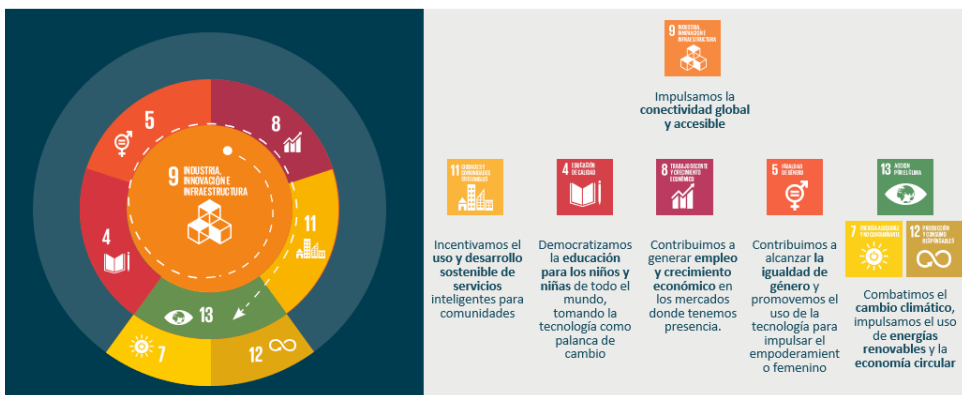 5
8
9 INDUSTRIA,
INNOVACIÓN E
INFRAESTRUCTURA
4
11
13
7
12
9 INDUSTRIA,
INNOVACIÓN E
INFRAESTRUCTURA
Impulsamos la
conectividad global
y accesible
11 CIUDADES Y
COMUNIDADES
SOSTENIBLES
Incentivamos el
uso y desarrollo
sostenible de
servicios
inteligentes para
comunidades
4 EDUCACIÓN
DE CALIDAD
Democratizamos
la educación
para los niños y
niñas de todo el
mundo,
tomando la
tecnología como
palanca de
cambio
8 TRABAJO DECENTE
Y CRECIMIENTO
ECONÓMICO
Contribuimos a
generar empleo
y crecimiento
económico en
los mercados
donde tenemos
presencia.
5 IGUALDAD
DE GÉNERO
Contribuimos a
alcanzar la
igualdad de
género y
promovemos el
uso de la
tecnología para
impulsar el
empoderamient
o femenino
13 ACCIÓN
POR EL CLIMA
7 ENERGÍA ASEQUIBLE
Y NO CONTAMINANTE
12 PRODUCCIÓN
Y CONSUMO
RESPONSABLES
Combatimos el
cambio climático,
impulsamos el uso
de energías
renovables y la
economía circular